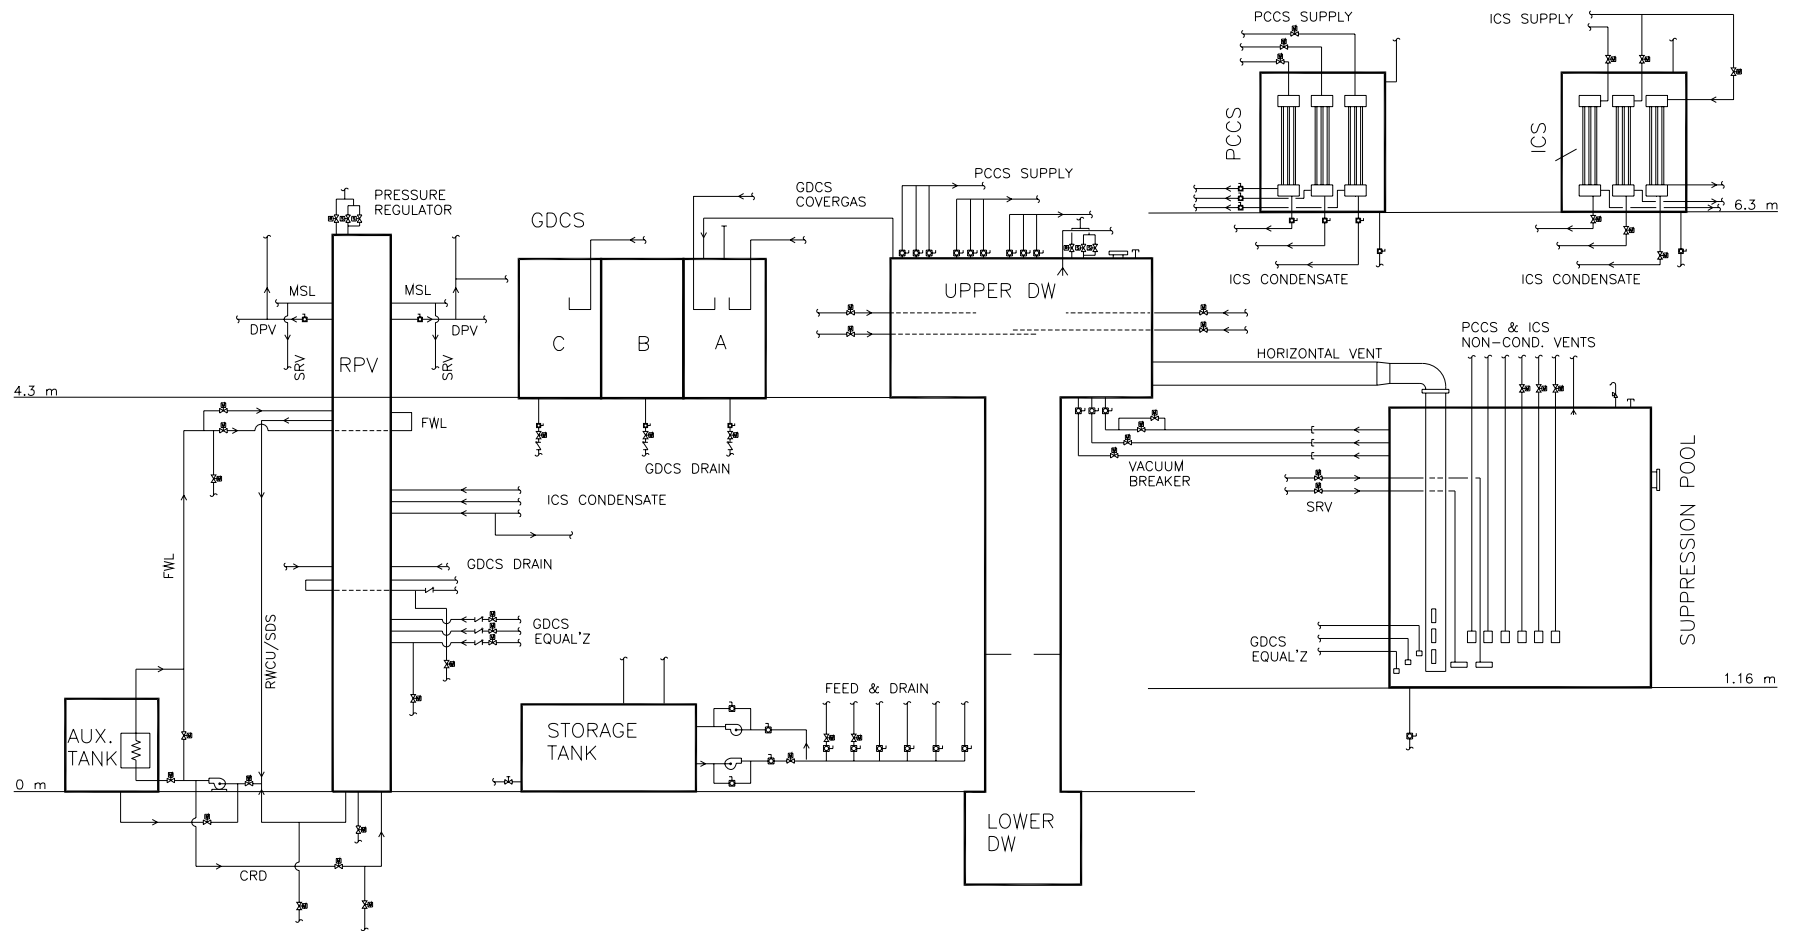 PCCS SUPPLY
ICS SUPPLY
PCCS
ICS
PCCS SUPPLY
GDCS
COVERGAS
PRESSURE
REGULATOR
GDCS
6.3 m
ICS CONDENSATE
ICS CONDENSATE
MSL
MSL
UPPER DW
DPV
DPV
PCCS & ICS
NON-COND. VENTS
C
B
A
HORIZONTAL VENT
RPV
SRV
SRV
4.3 m
FWL
GDCS DRAIN
VACUUM
BREAKER
ICS CONDENSATE
SRV
SUPPRESSION POOL
FWL
GDCS DRAIN
RWCU/SDS
GDCS
EQUAL'Z
GDCS
EQUAL'Z
1.16 m
FEED & DRAIN
AUX.
TANK
STORAGE
TANK
0 m
LOWER
DW
CRD